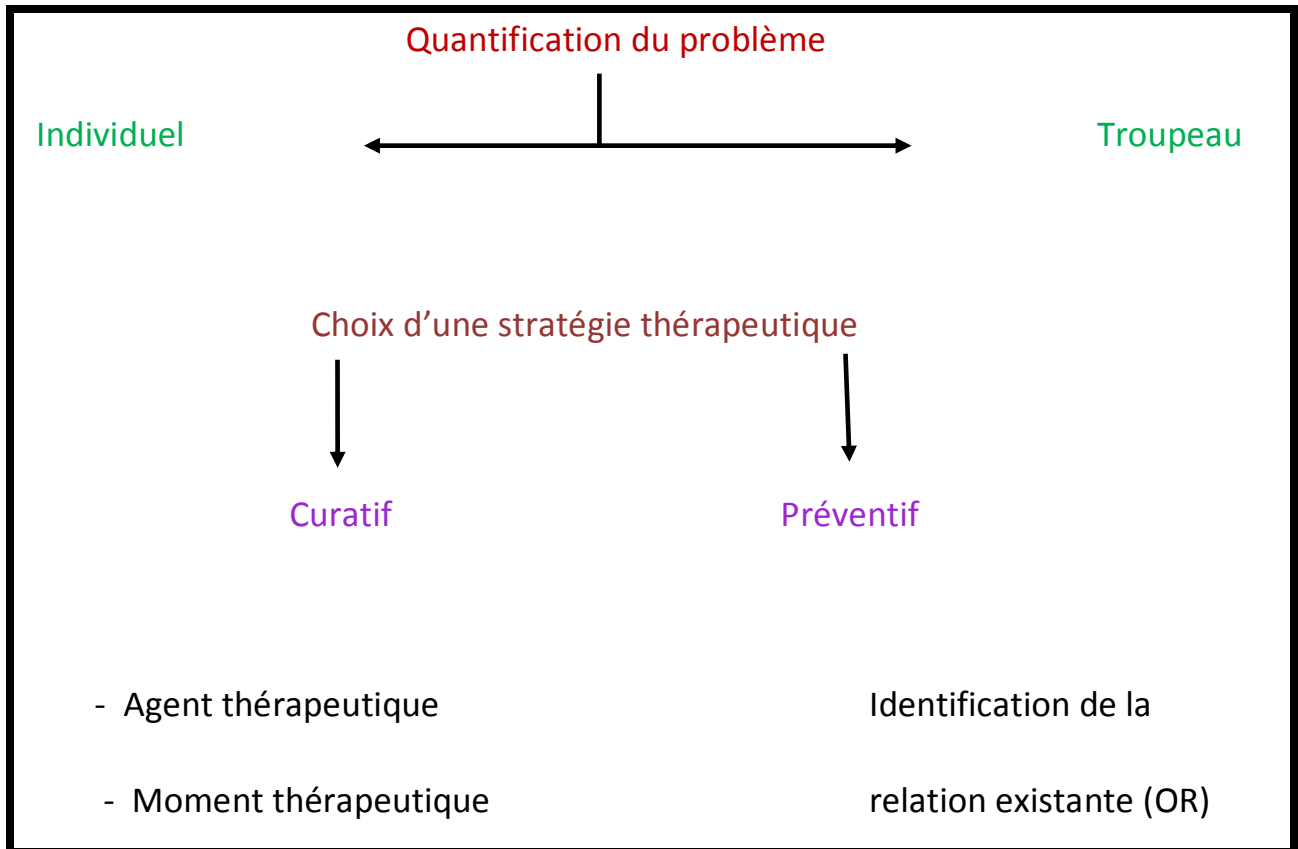 Quantification du problème
Individuel
Troupeau
Choix d’une stratégie thérapeutique
Curatif
Préventif
- Agent thérapeutique
Identification de la
- Moment thérapeutique
relation existante (OR)